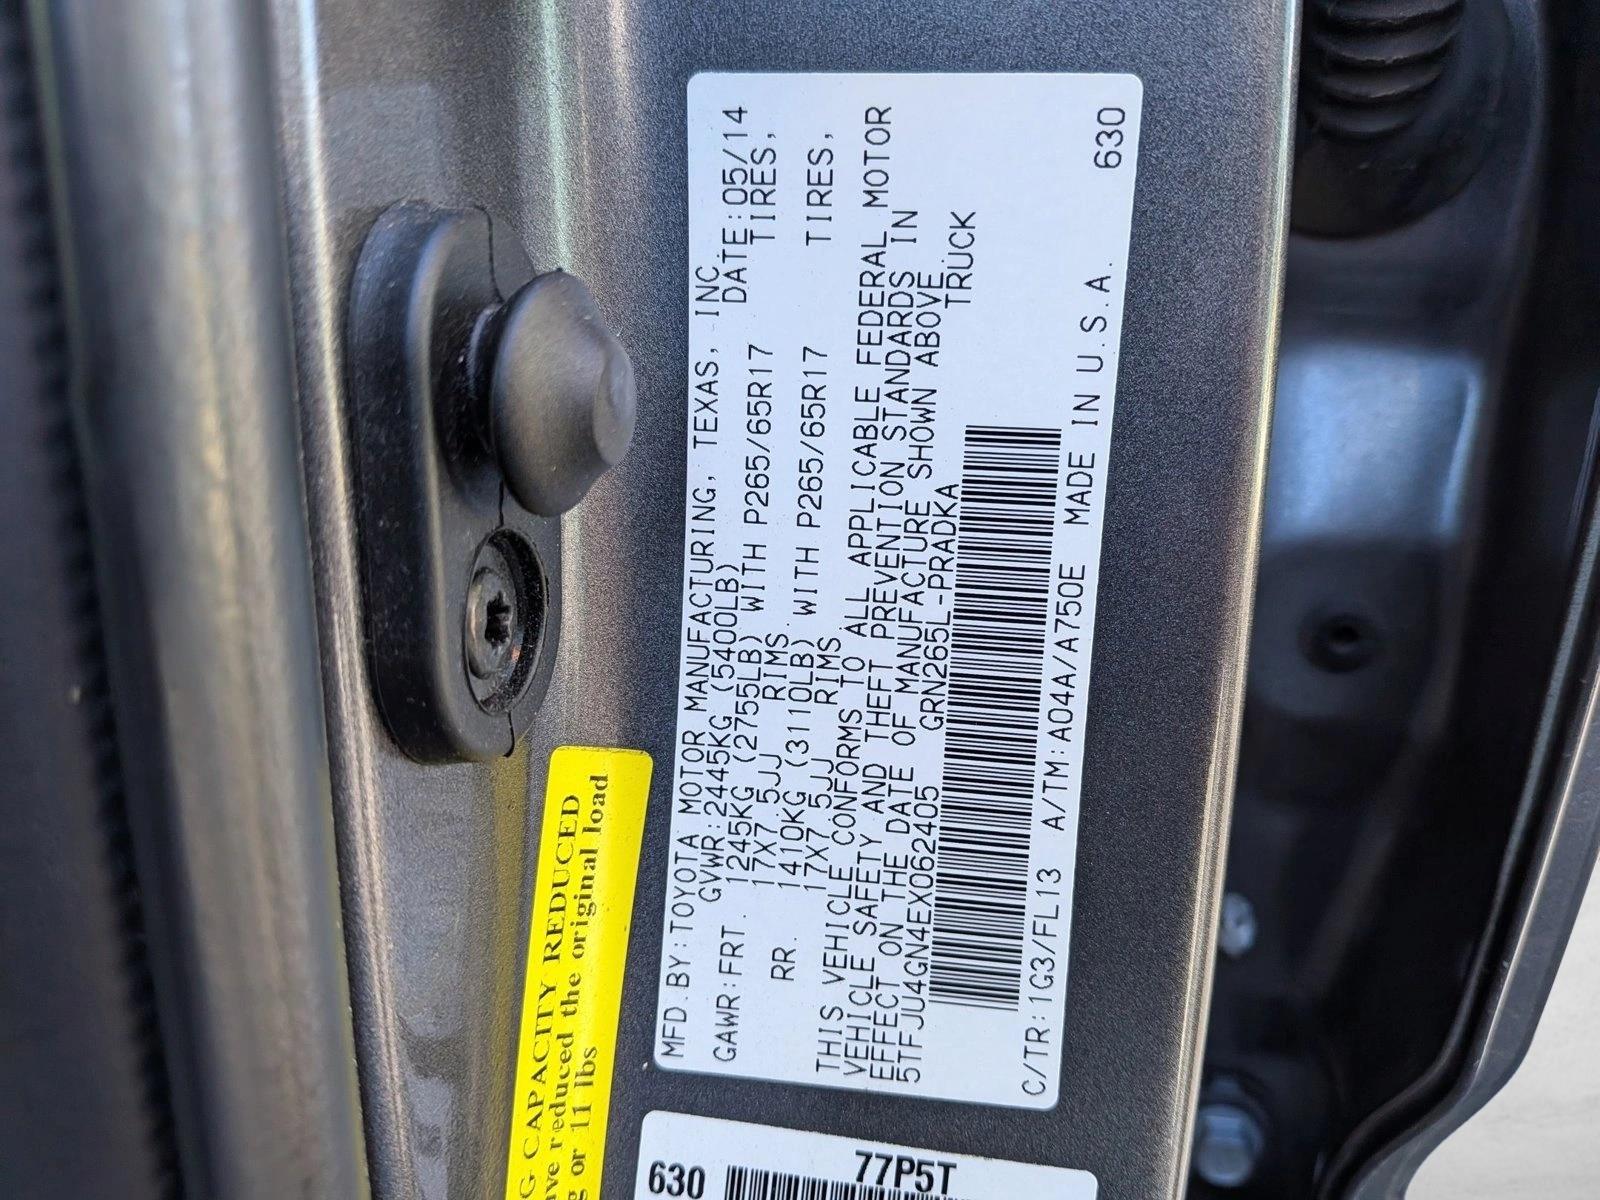 MFD.BY:TOYOTA MOTOR MANUFACTURING, TEXAS, INC.
GVWR:2445KG (5400LB) DATE:05/14
GAWR:FRT. 1245KG (2755LB) WITH P265/65R17 TIRES,
17X7.5JJ RIMS.
RR. 1410KG (3110LB) WITH P265/65R17 TIRES,
17X7.5JJ RIMS
THIS VEHICLE CONFORMS TO ALL APPLICABLE FEDERAL MOTOR
VEHICLE SAFETY AND THEFT PREVENTION STANDARDS IN
EFFECT ON THE DATE OF MANUFACTURE SHOWN ABOVE.
5TFJU4GN4EX062405 GRN265L-PRADKA TRUCK
C/TR:1G3/FL13 A/TM:A04A/A750E MADE IN U.S.A. 630
G CAPACITY REDUCED
reduced the original load
or 11 lbs
77P5T
630